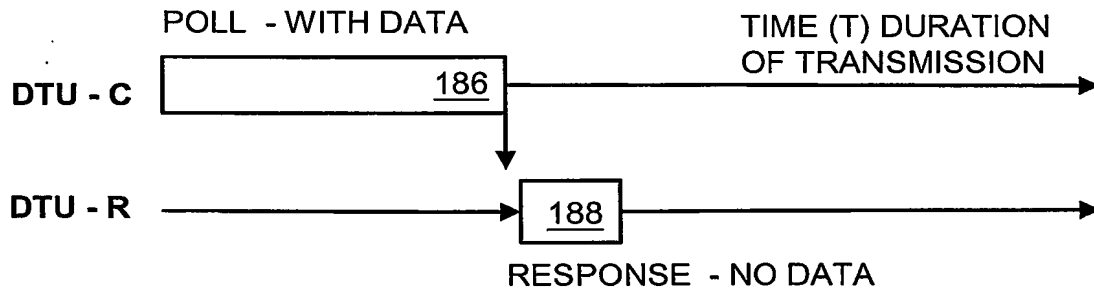 POLL - WITH DATA
TIME (T) DURATION
OF TRANSMISSION
DTU - C
186
DTU - R
188
RESPONSE - NO DATA